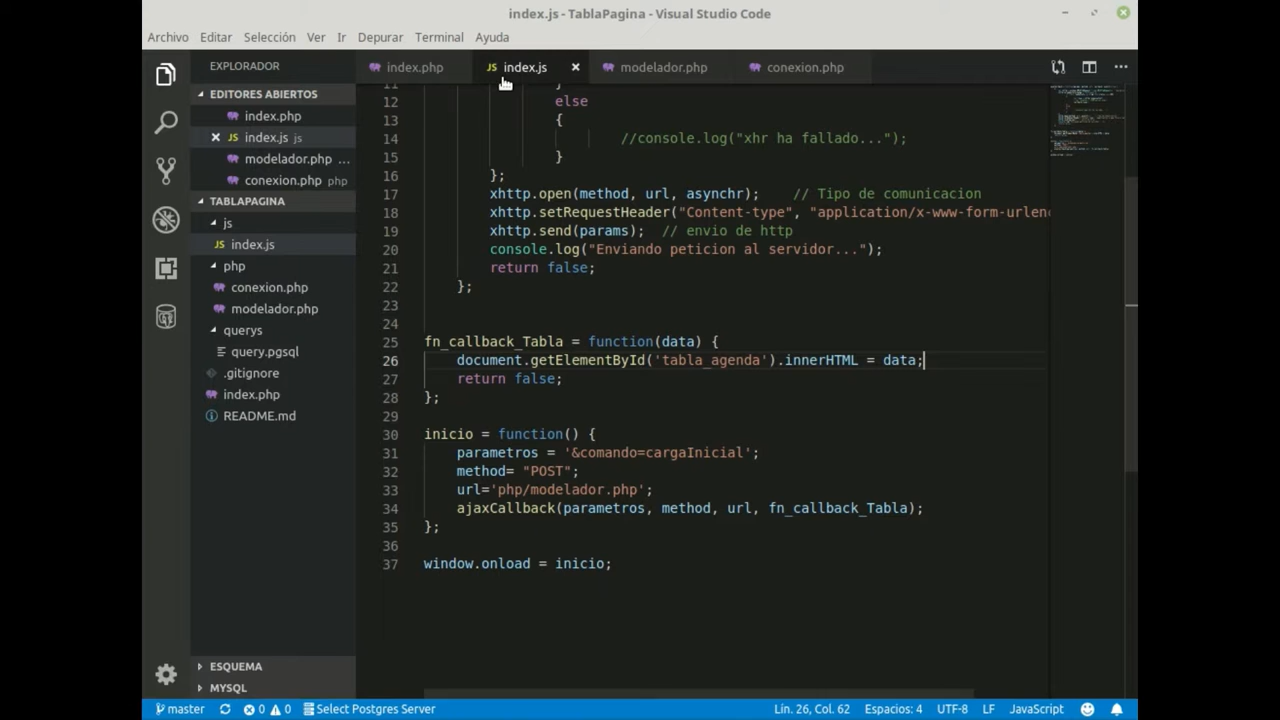 index.js - TablaPagina - Visual Studio Code
Archivo Editar Selección Ver Ir Depurar Terminal Ayuda
EXPLORADOR
EDITORES ABIERTOS
index.php
index.js js
modelador.php ...
conexion.php php
TABLAPAGINA
js
index.js
php
conexion.php
modelador.php
querys
query.pgsql
.gitignore
index.php
README.md
ESQUEMA
MYSQL
index.php JS index.js modelador.php conexion.php
11 }
12 else
13 {
14 //console.log("xhr ha fallado...");
15 }
16 };
17 xhttp.open(method, url, asynchr); // Tipo de comunicacion
18 xhttp.setRequestHeader("Content-type", "application/x-www-form-urlenc
19 xhttp.send(params); // envio de http
20 console.log("Enviando peticion al servidor...");
21 return false;
22 };
23
24
25 fn_callback_Tabla = function(data) {
26 document.getElementById('tabla_agenda').innerHTML = data;
27 return false;
28 };
29
30 inicio = function() {
31 parametros = '&comando=cargaInicial';
32 method= "POST";
33 url='php/modelador.php';
34 ajaxCallback(parametros, method, url, fn_callback_Tabla);
35 };
36
37 window.onload = inicio;
master 0 0 Select Postgres Server Lín. 26, Col. 62 Espacios: 4 UTF-8 LF JavaScript